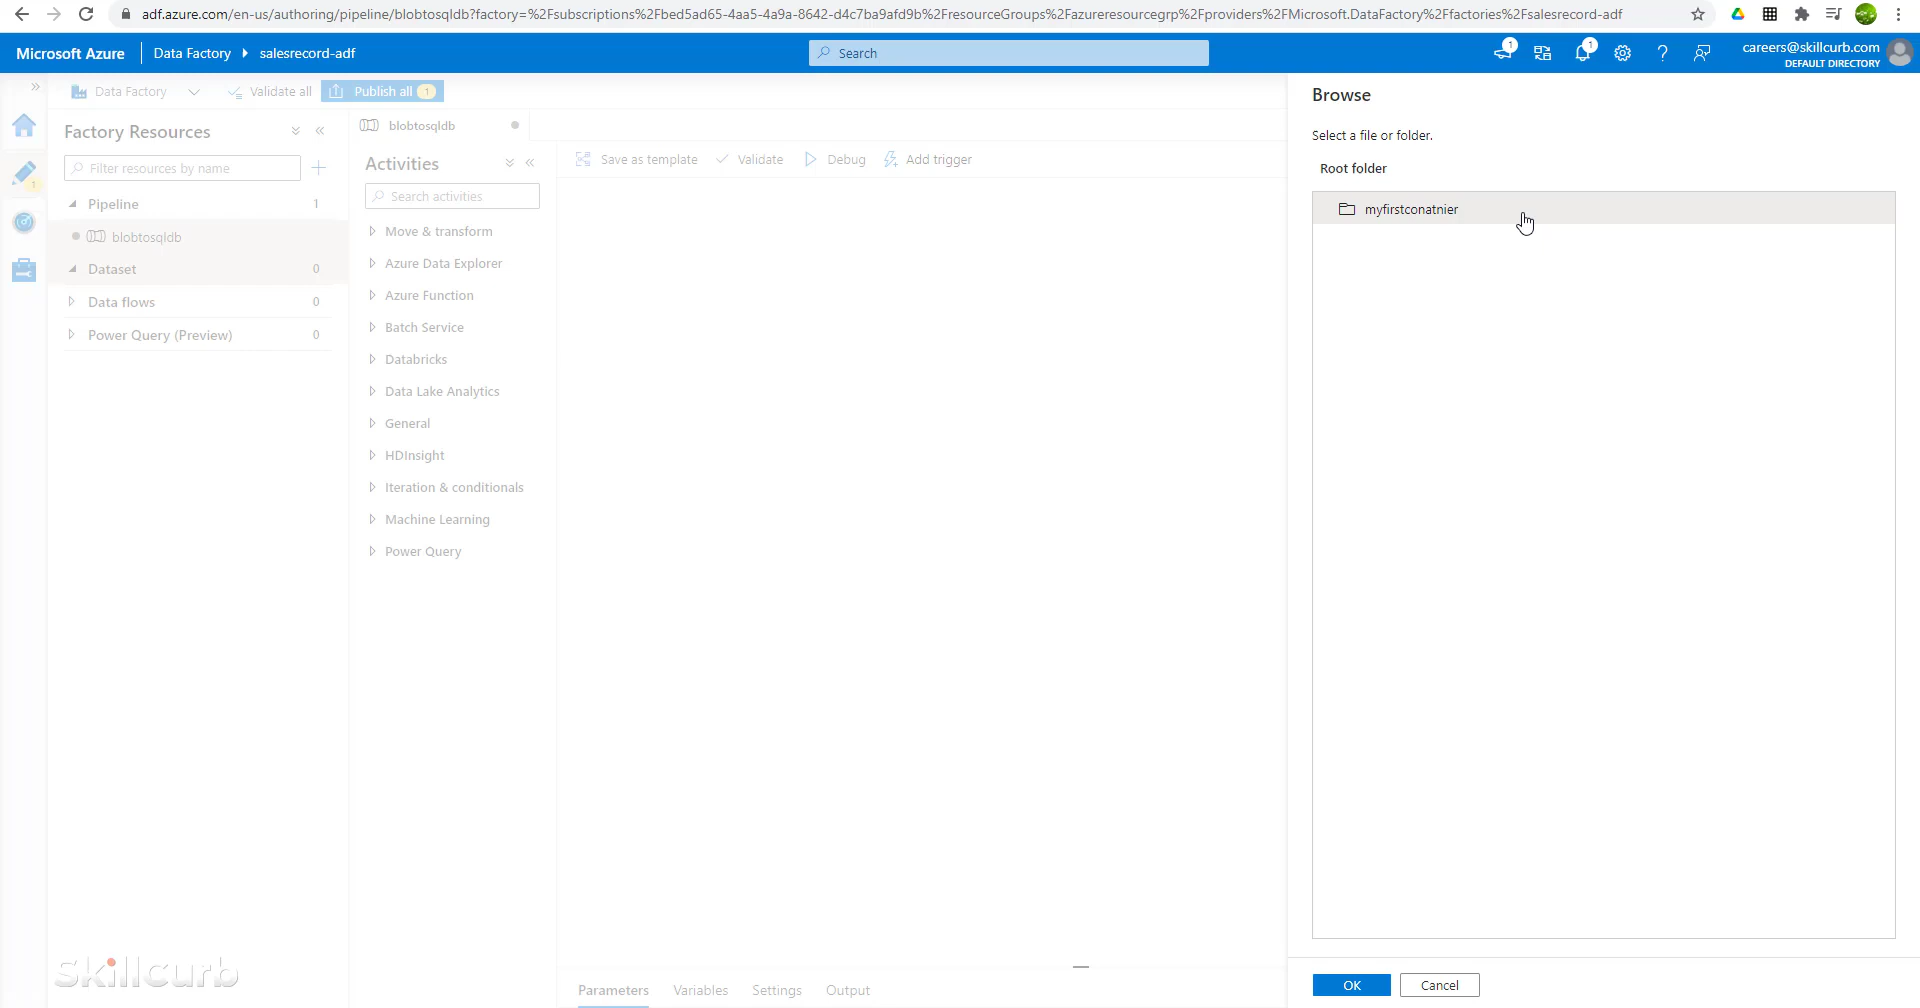 adf.azure.com/en-us/authoring/pipeline/blobtosqldb?factory=%2Fsubscriptions%2Fbed5ad65-4aa5-4a9a-8642-d4c7ba9afd9b%2FresourceGroups%2Fazureresourcegrp%2Fproviders%2FMicrosoft.DataFactory%2Ffactories%2Fsalesrecord-adf
Microsoft Azure Data Factory salesrecord-adf Search 1 1 careers@skillcurb.com
DEFAULT DIRECTORY
Data Factory Validate all Publish all 1
Factory Resources
Filter resources by name
1
Pipeline 1
blobtosqldb
Dataset 0
Data flows 0
Power Query (Preview) 0
blobtosqldb
Activities
Search activities
Move & transform
Azure Data Explorer
Azure Function
Batch Service
Databricks
Data Lake Analytics
General
HDInsight
Iteration & conditionals
Machine Learning
Power Query
Save as template Validate Debug Add trigger
Parameters Variables Settings Output
Browse
Select a file or folder.
Root folder
myfirstconatnier
OK Cancel
Skillcurb